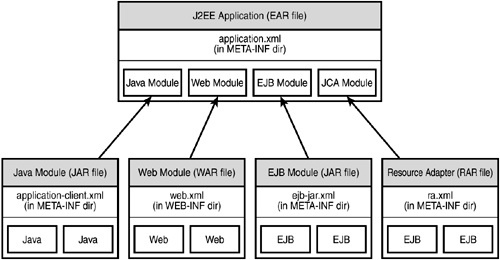 J2EE Application (EAR file)
application.xml
(in META-INF dir)
Java Module Web Module EJB Module JCA Module
Java Module (JAR file)
application-client.xml
(in META-INF dir)
Java Java
Web Module (WAR file)
web.xml
(in WEB-INF dir)
Web Web
EJB Module (JAR file)
ejb-jar.xml
(in META-INF dir)
EJB EJB
Resource Adapter (RAR file)
ra.xml
(in META-INF dir)
EJB EJB